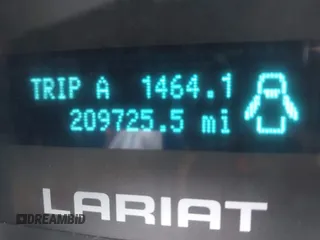 TRIP A 1464.1
209725.5 mi
LARIAT
DREAMBID